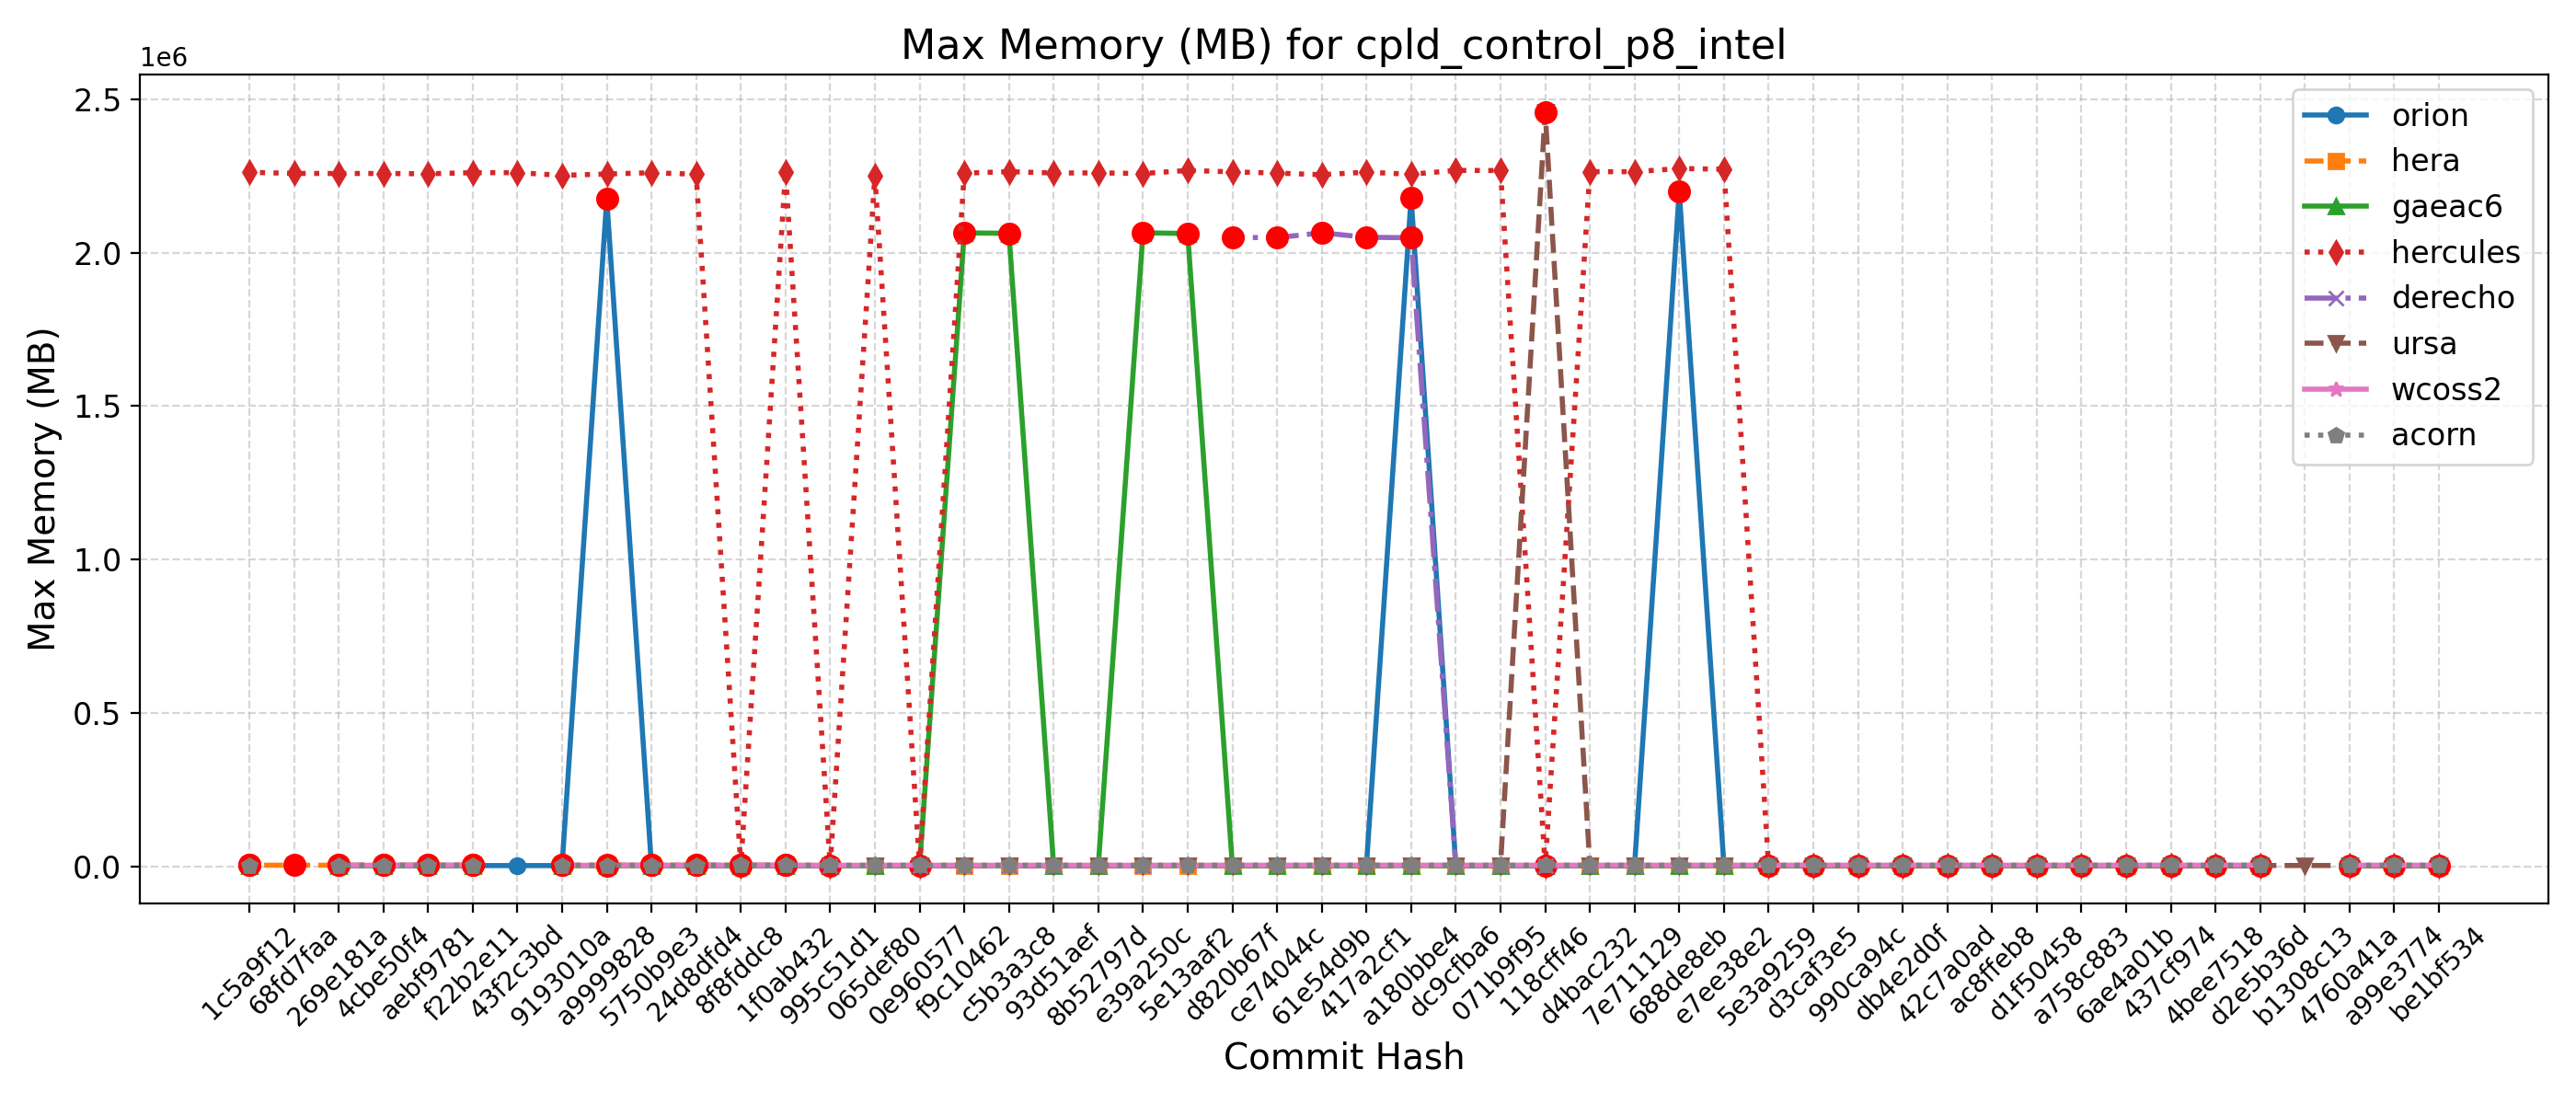 Max Memory (MB) for cpld_control_p8_intel
1e6
2.5
2.0
1.5
1.0
0.5
0.0
Max Memory (MB)
orion
hera
gaeac6
hercules
derecho
ursa
wcoss2
acorn
1c5a9f12
68fd7faa
269e181a
4cbe50f4
aebf9781
f22b2e11
43f2c3bd
9193010a
a9999828
5750b9e3
24d8dfd4
8f8fddc8
1f0ab432
995c51d1
065def80
0e960577
f9c10462
c5b3a3c8
93d51aef
8b52797d
e39a250c
5e13aaf2
d820b67f
ce74044c
61e54d9b
417a2cf1
a180bbe4
dc9cfba6
071b9f95
118cff46
d4bac232
7e711129
688de8eb
e7ee38e2
5e3a9259
d3caf3e5
990ca94c
db4e2d0f
42c7a0ad
ac8ffeb8
d1f50458
a758c883
6ae4a01b
437cf974
4bee7518
d2e5b36d
b1308c13
4760a41a
a99e3774
be1bf534
Commit Hash